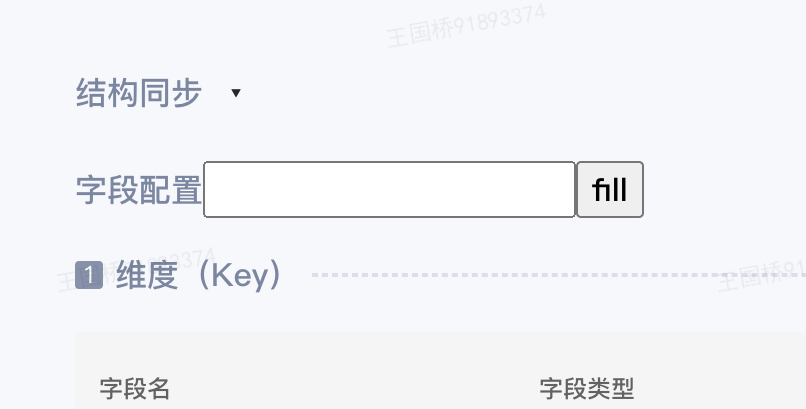 王国桥91893374
结构同步 ▾
字段配置 fill
王国桥91893374
1 维度（Key）
王国桥91
字段名 字段类型